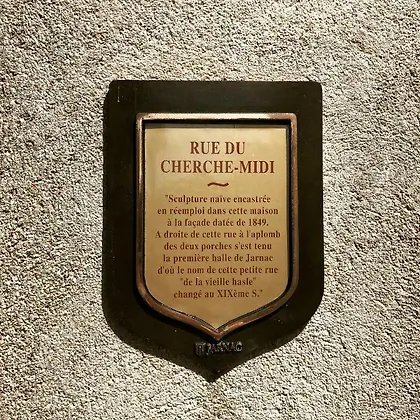 RUE DU
CHERCHE-MIDI
"Sculpture naïve encastrée
en réemploi dans cette maison
à la façade datée de 1849.
A droite de cette rue à l'aplomb
des deux porches s'est tenu
la première halle de Jarnac
d'où le nom de cette petite rue
"de la vieille hasle"
changé au XIXème S."
JARNAC